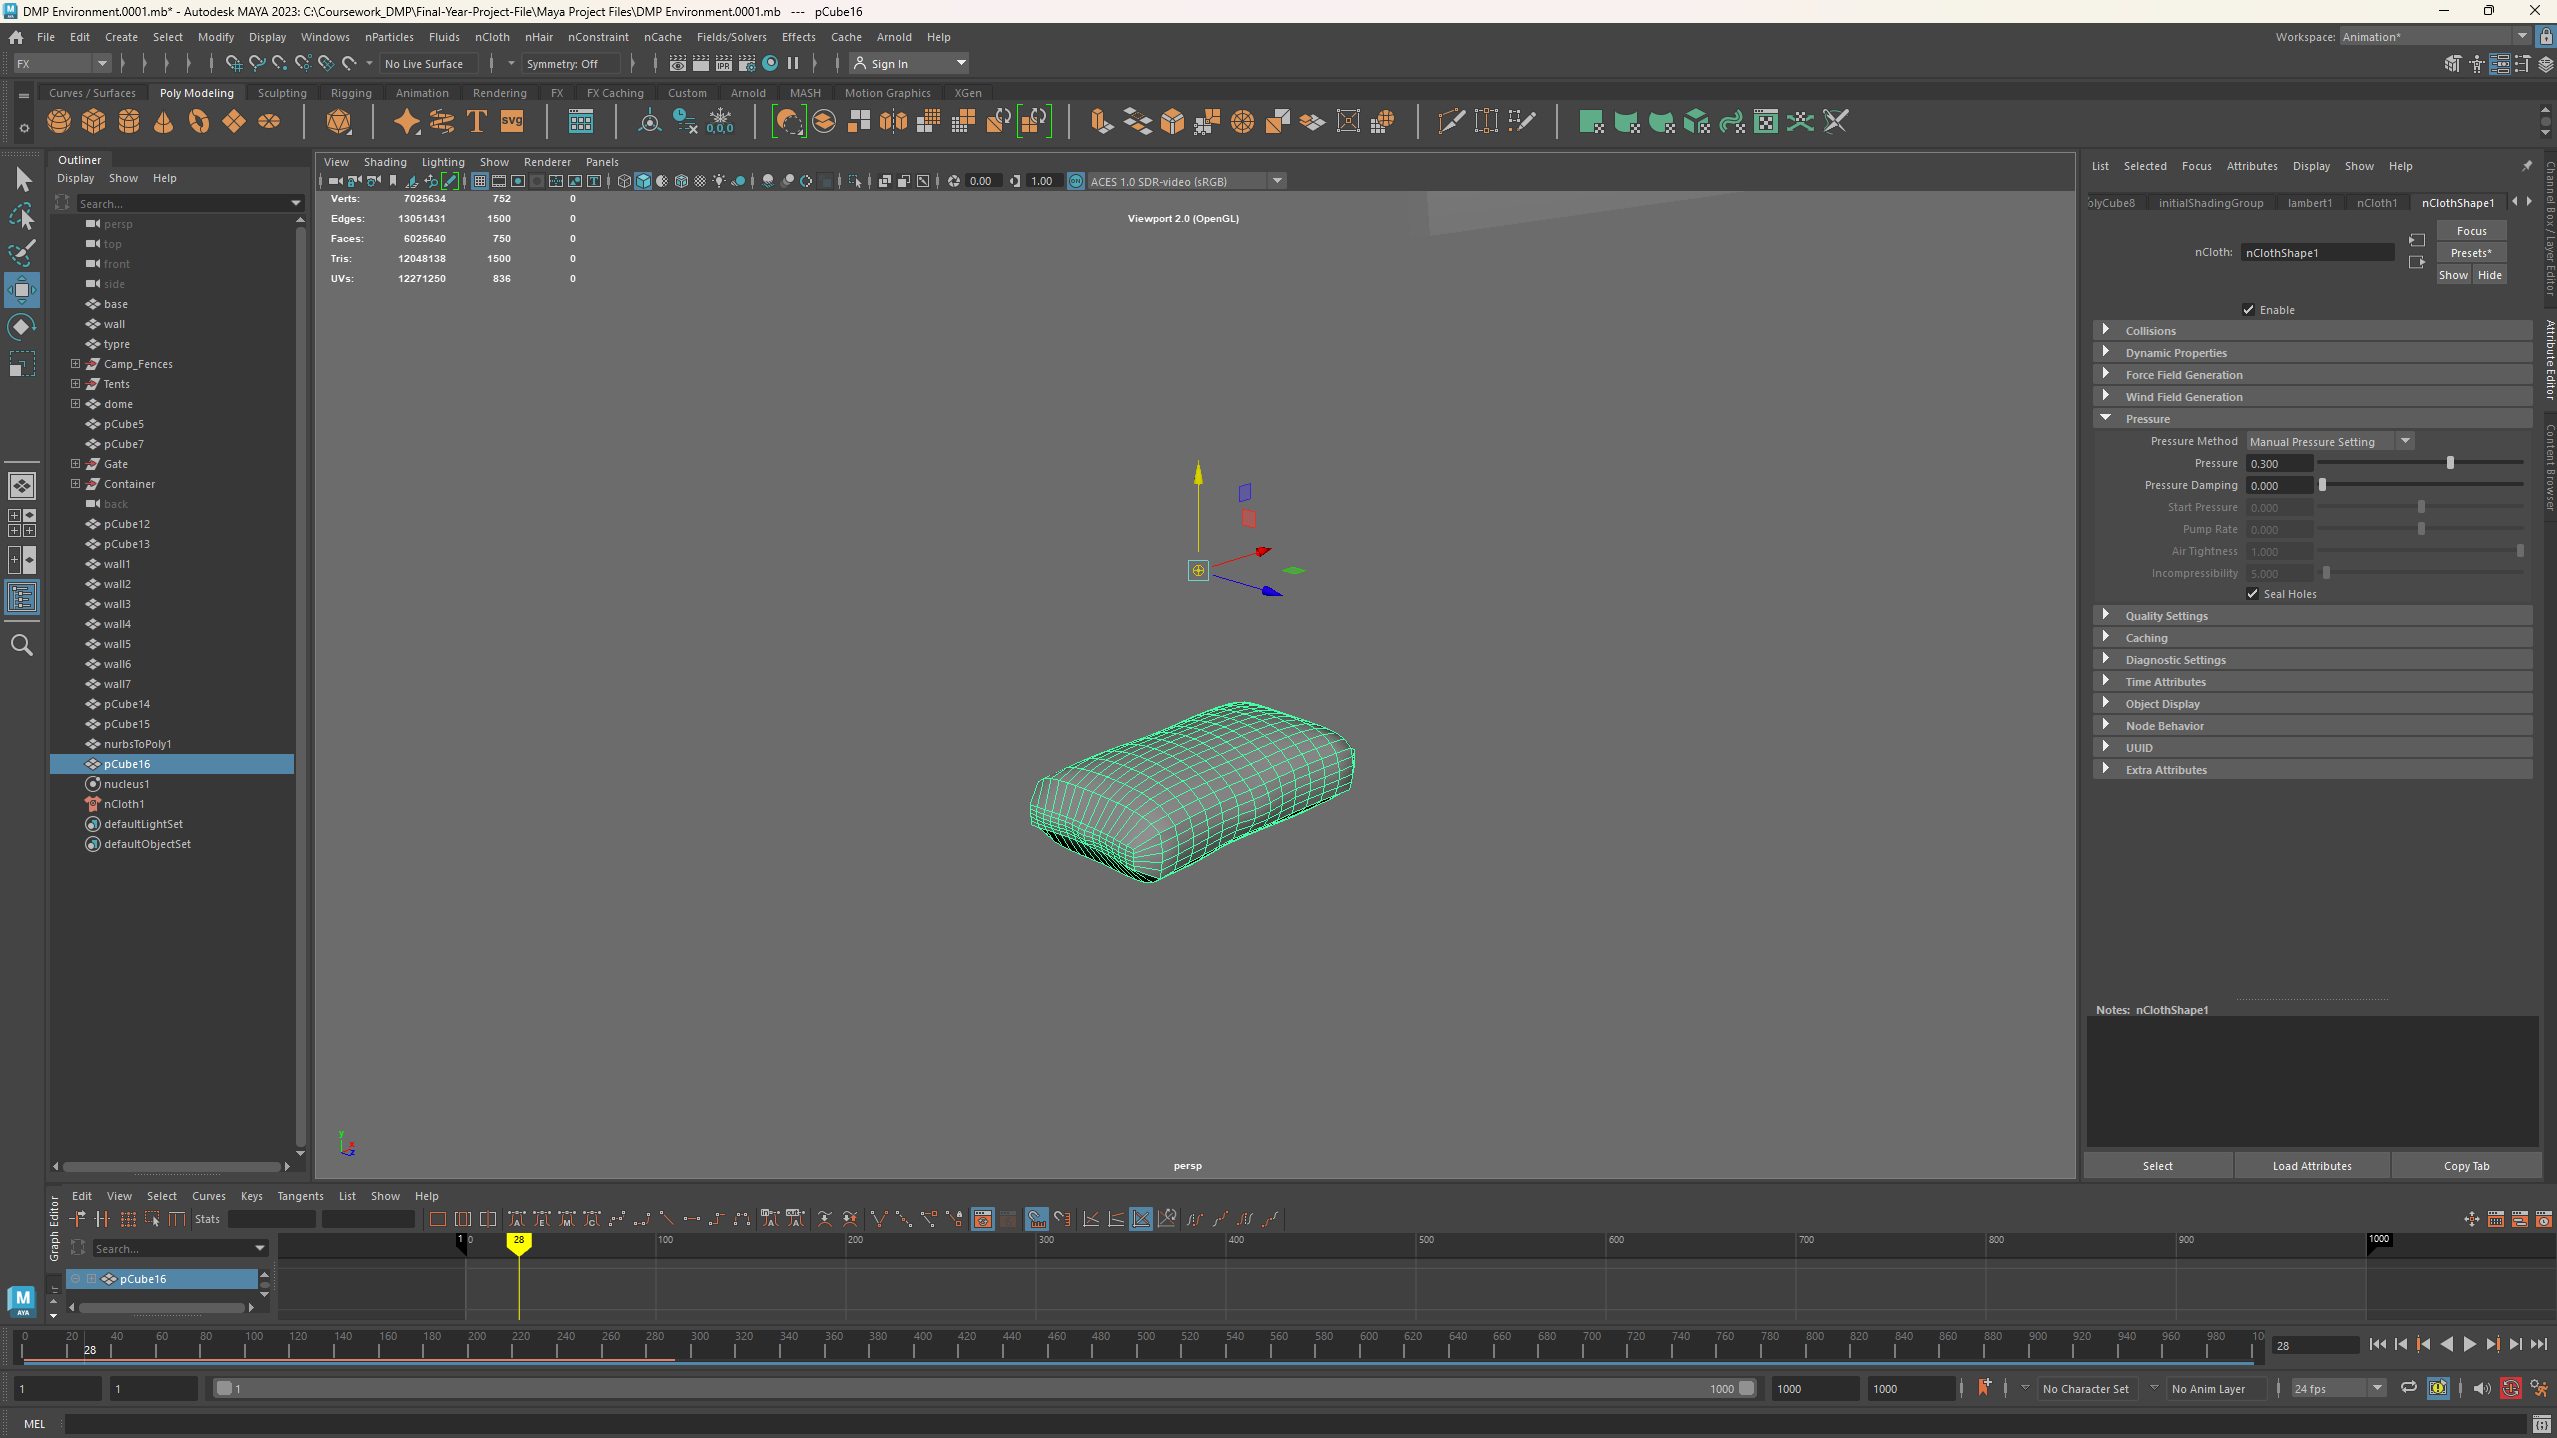 DMP Environment.0001.mb* - Autodesk MAYA 2023: C:\Coursework_DMP\Final-Year-Project-File\Maya Project Files\DMP Environment.0001.mb --- pCube16
File Edit Create Select Modify Display Windows nParticles Fluids nCloth nHair nConstraint nCache Fields/Solvers Effects Cache Arnold Help
Workspace: Animation*
FX
No Live Surface
Symmetry: Off
Sign In
Curves / Surfaces Poly Modeling Sculpting Rigging Animation Rendering FX FX Caching Custom Arnold MASH Motion Graphics XGen
Outliner
Display Show Help
Search...
persp
top
front
side
base
wall
typre
Camp_Fences
Tents
dome
pCube5
pCube7
Gate
Container
back
pCube12
pCube13
wall1
wall2
wall3
wall4
wall5
wall6
wall7
pCube14
pCube15
nurbsToPoly1
pCube16
nucleus1
nCloth1
defaultLightSet
defaultObjectSet
View Shading Lighting Show Renderer Panels
0.00 1.00 ACES 1.0 SDR-video (sRGB)
Verts: 7025634 752 0
Edges: 13051431 1500 0
Faces: 6025640 750 0
Tris: 12048138 1500 0
UVs: 12271250 836 0
Viewport 2.0 (OpenGL)
persp
List Selected Focus Attributes Display Show Help
olyCube8 initialShadingGroup lambert1 nCloth1 nClothShape1
nCloth: nClothShape1
Focus
Presets*
Show Hide
Enable
Collisions
Dynamic Properties
Force Field Generation
Wind Field Generation
Pressure
Pressure Method Manual Pressure Setting
Pressure 0.300
Pressure Damping 0.000
Start Pressure 0.000
Pump Rate 0.000
Air Tightness 1.000
Incompressibility 5.000
Seal Holes
Quality Settings
Caching
Diagnostic Settings
Time Attributes
Object Display
Node Behavior
UUID
Extra Attributes
Notes: nClothShape1
Select Load Attributes Copy Tab
Channel Box / Layer Editor
Attribute Editor
Content Browser
Graph Editor
Edit View Select Curves Keys Tangents List Show Help
Stats
Search...
pCube16
1 0 28 100 200 300 400 500 600 700 800 900 1000
0 20 40 60 80 100 120 140 160 180 200 220 240 260 280 300 320 340 360 380 400 420 440 460 480 500 520 540 560 580 600 620 640 660 680 700 720 740 760 780 800 820 840 860 880 900 920 940 960 980 10
28
28
1 1 1 1000 1000 1000 No Character Set No Anim Layer 24 fps
MEL